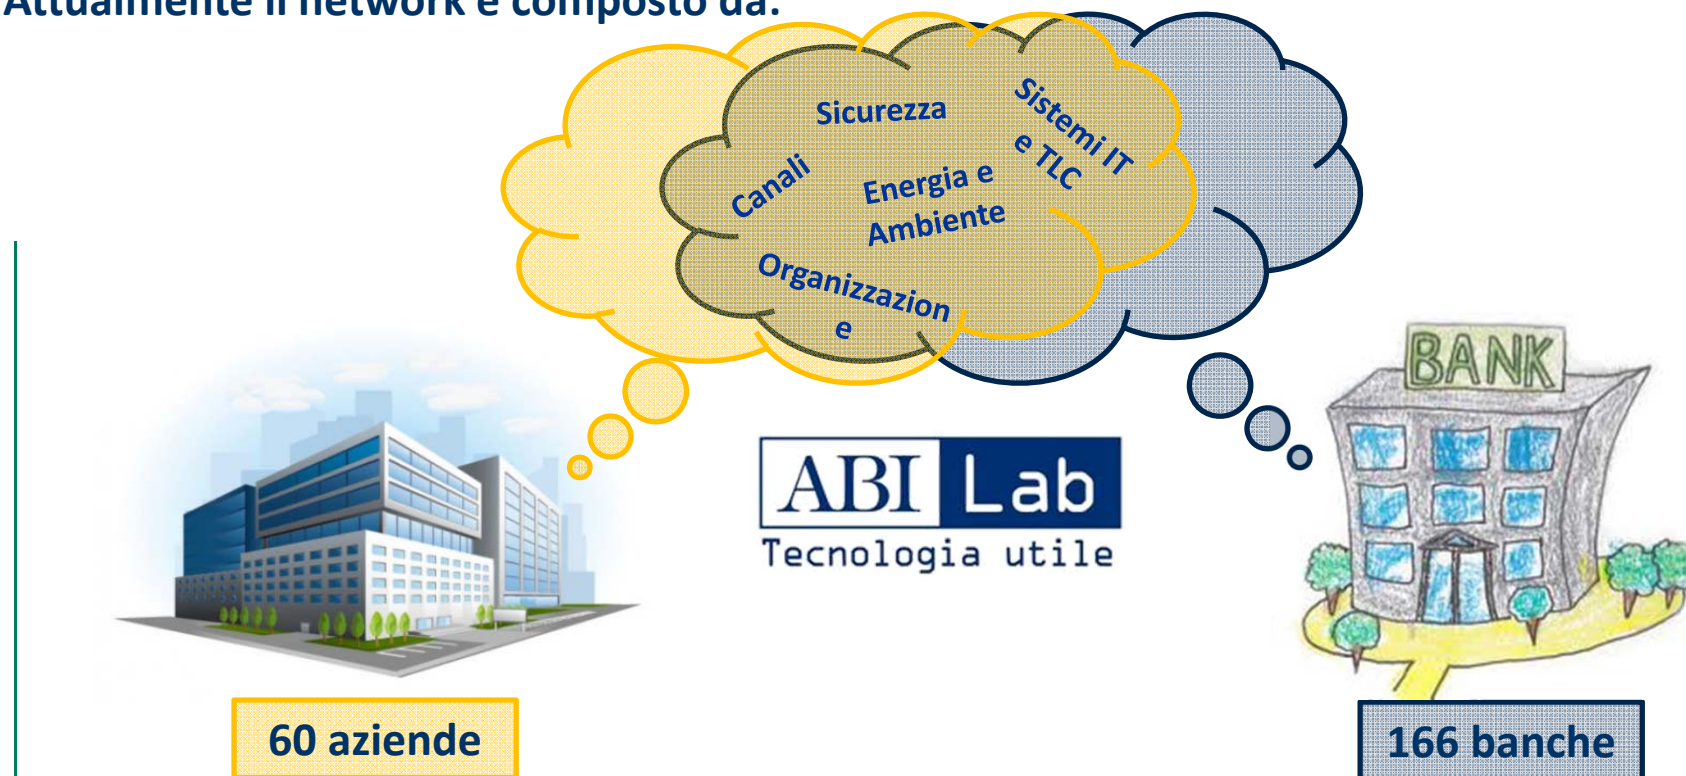 Attualmente il network è composto da:
Sicurezza
Sistemi IT
e TLC
Canali
Energia e
Ambiente
Organizzazion
e
BANK
ABI Lab
Tecnologia utile
60 aziende
166 banche